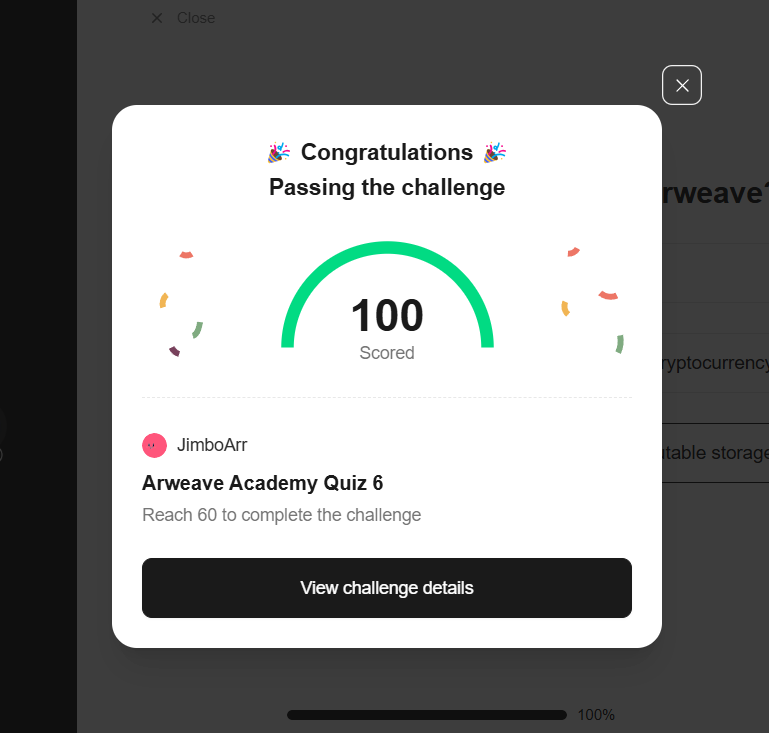 Close
Congratulations
Passing the challenge
rweave?
100
Scored
ryptocurrency
JimboArr
utable storage
Arweave Academy Quiz 6
Reach 60 to complete the challenge
View challenge details
100%